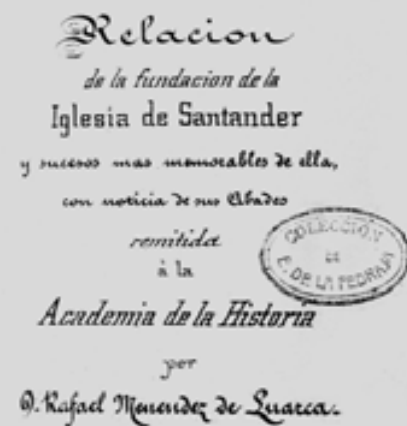 Relacion
de la fundacion de la
Iglesia de Santander
y sucesos mas memorables de ella,
con noticia de sus Abades
remitida
à la
Academia de la Historia
por
D. Rafael Menendez de Luarca.
COLECCIÓN
DE
E. DE LA PEDRAJA